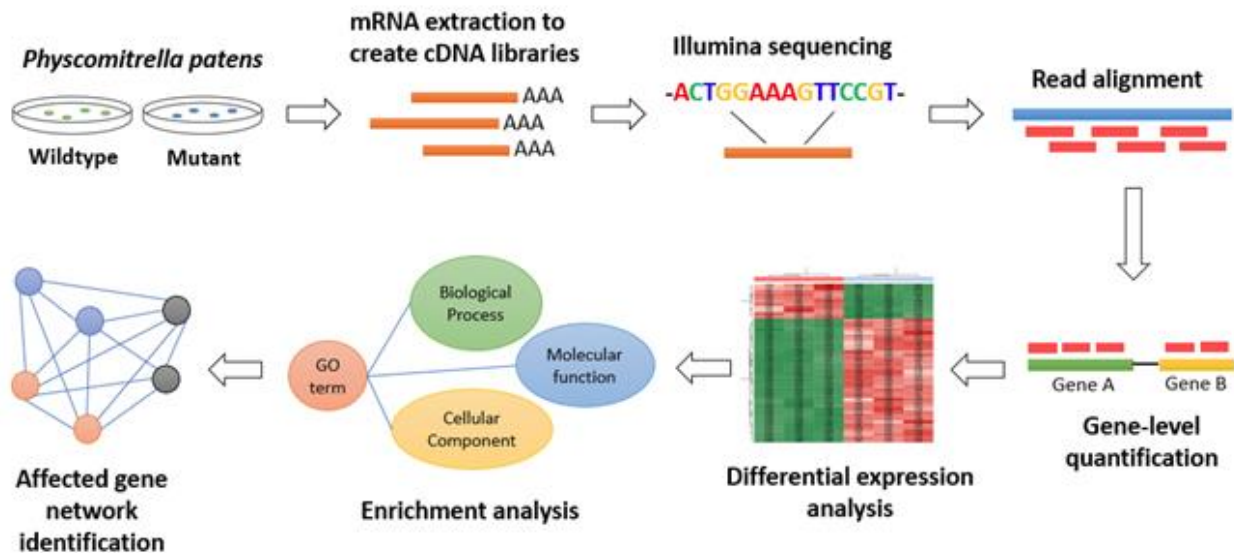 Physcomitrella patens
Wildtype
Mutant
mRNA extraction to
create cDNA libraries
AAA
AAA
AAA
Illumina sequencing
-ACTGGAAAGTTCCGT-
Read alignment
Gene A
Gene B
Gene-level
quantification
Differential expression
analysis
GO
term
Biological
Process
Molecular
function
Cellular
Component
Enrichment analysis
Affected gene
network
identification